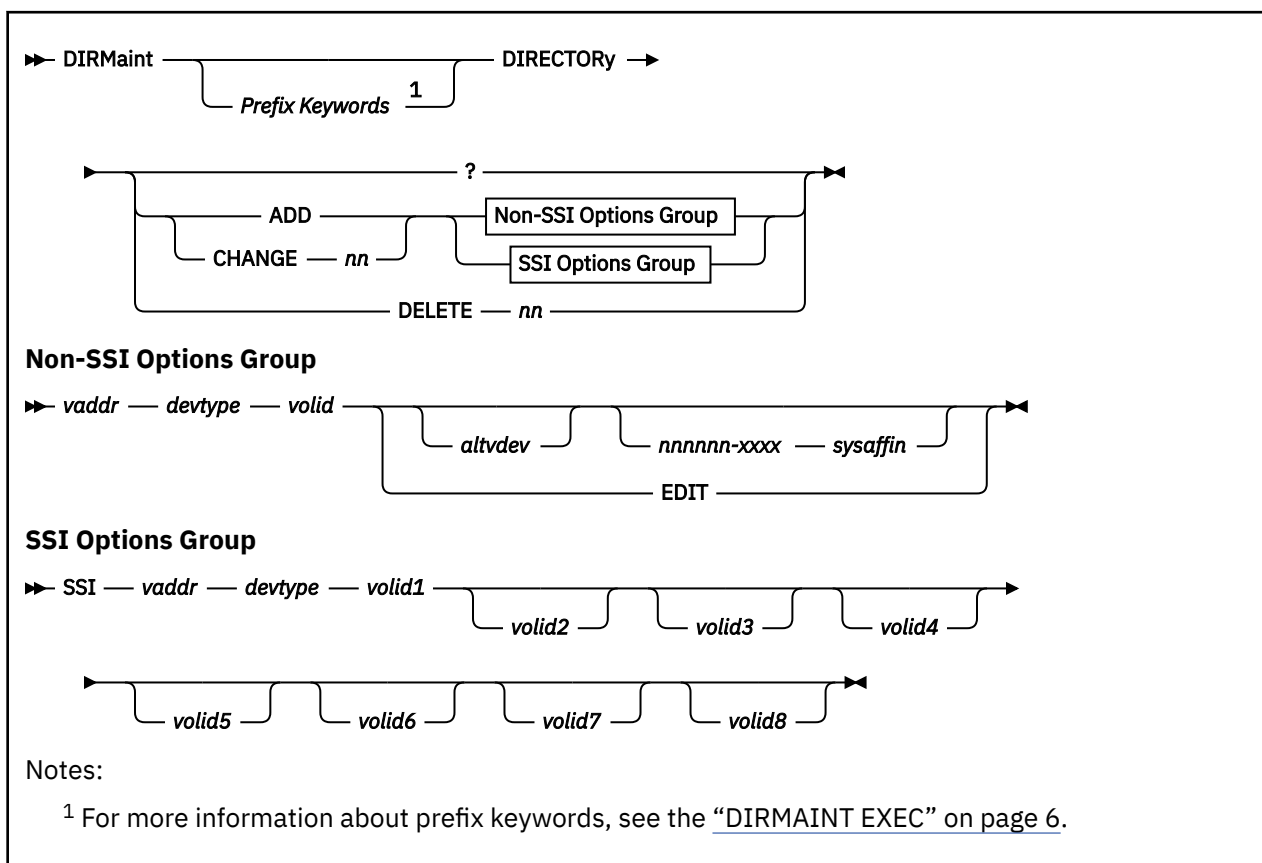 DIRMaint DIRECTORy
Prefix Keywords 1
?
ADD Non-SSI Options Group
CHANGE nn SSI Options Group
DELETE nn
Non-SSI Options Group
vaddr devtype volid
altvdev nnnnnn-xxxx sysaffin
EDIT
SSI Options Group
SSI vaddr devtype volid1
volid2 volid3 volid4
volid5 volid6 volid7 volid8
Notes:
1 For more information about prefix keywords, see the “DIRMAINT EXEC” on page 6.